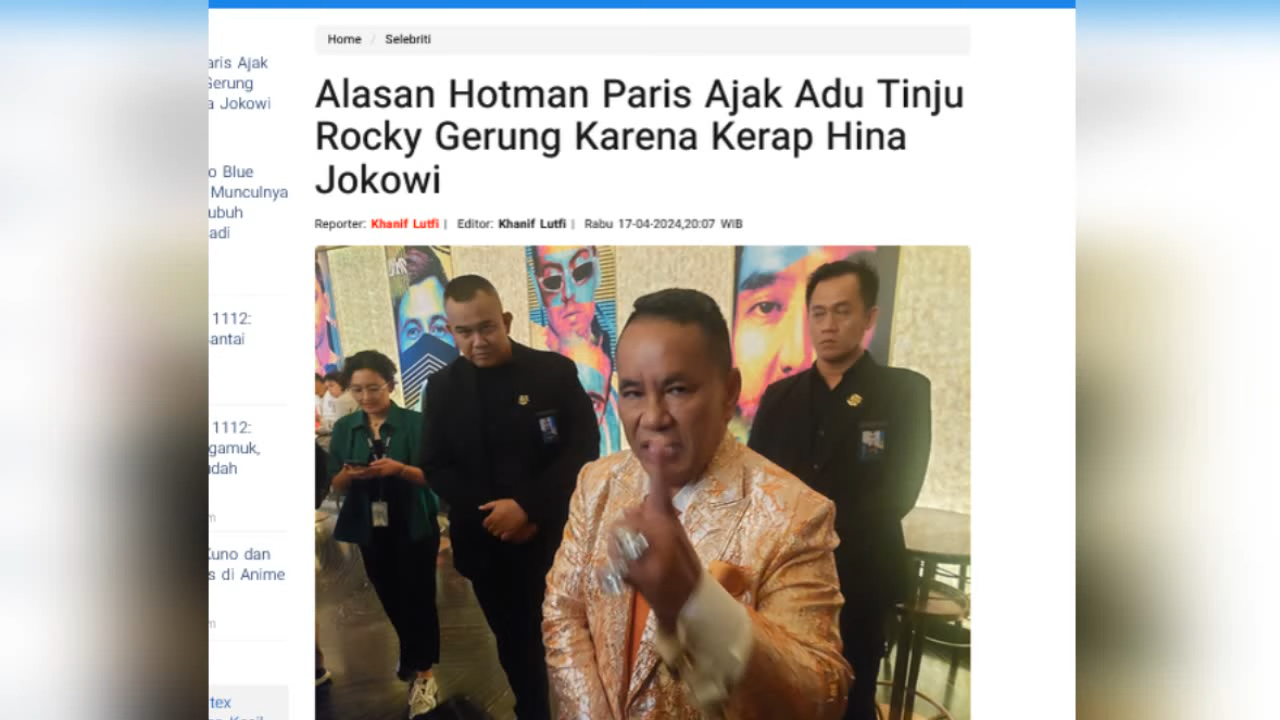 Home / Selebriti
Alasan Hotman Paris Ajak Adu Tinju
Rocky Gerung Karena Kerap Hina
Jokowi
Reporter: Khanif Lutfi | Editor: Khanif Lutfi | Rabu 17-04-2024,20:07 WIB
aris Ajak
Gerung
a Jokowi
o Blue
Munculnya
ubuh
adi
1112:
antai
1112:
gamuk,
udah
m
Kuno dan
s di Anime
m
tex